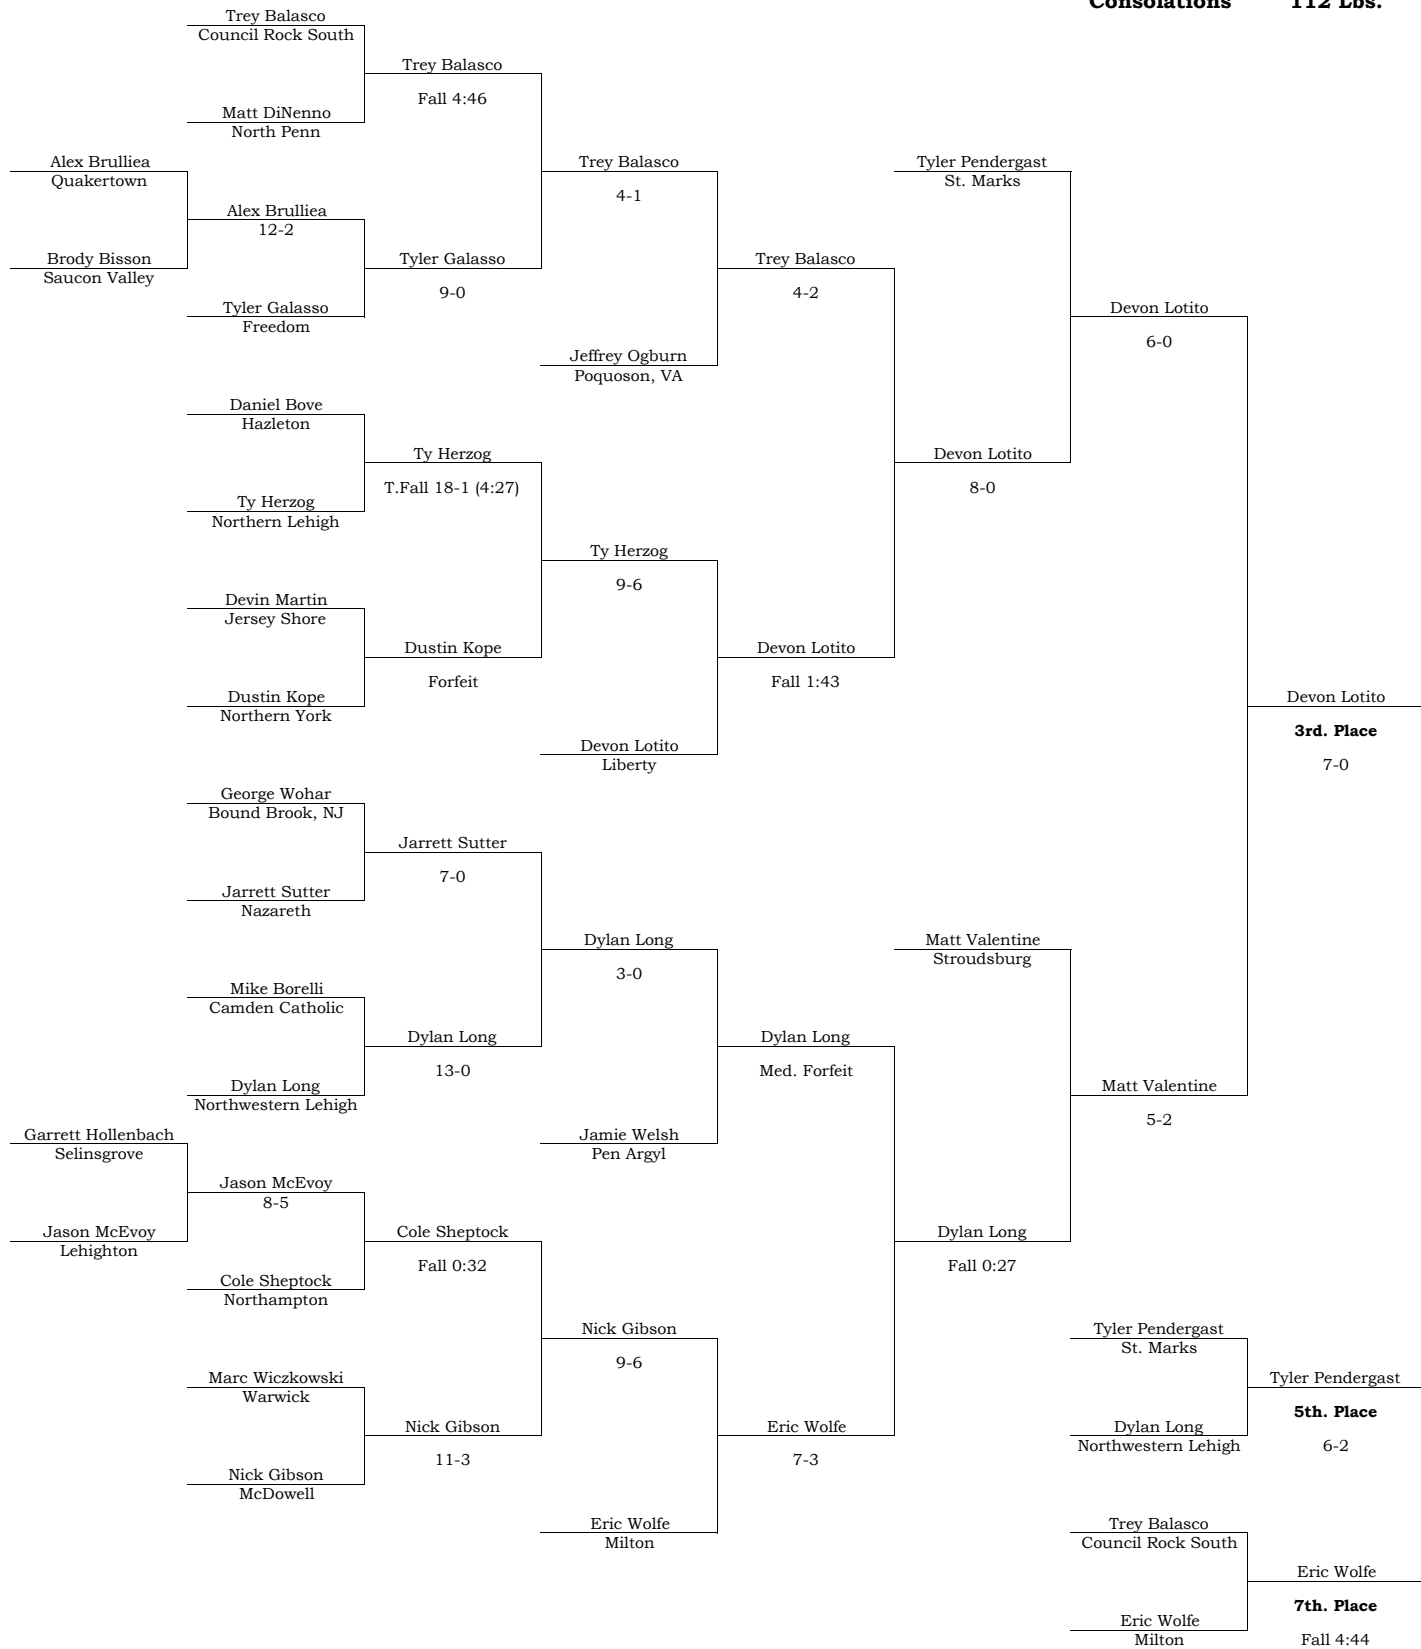 Consolations 112 Lbs.
Trey Balasco
Council Rock South
Trey Balasco
Fall 4:46
Matt DiNenno
North Penn
Alex Brulliea
Quakertown
Trey Balasco
4-1
Tyler Pendergast
St. Marks
Alex Brulliea
12-2
Brody Bisson
Saucon Valley
Tyler Galasso
9-0
Trey Balasco
4-2
Tyler Galasso
Freedom
Devon Lotito
6-0
Jeffrey Ogburn
Poquoson, VA
Daniel Bove
Hazleton
Ty Herzog
T.Fall 18-1 (4:27)
Devon Lotito
8-0
Ty Herzog
Northern Lehigh
Ty Herzog
9-6
Devin Martin
Jersey Shore
Dustin Kope
Forfeit
Devon Lotito
Fall 1:43
Dustin Kope
Northern York
Devon Lotito
3rd. Place
7-0
Devon Lotito
Liberty
George Wohar
Bound Brook, NJ
Jarrett Sutter
7-0
Jarrett Sutter
Nazareth
Dylan Long
3-0
Matt Valentine
Stroudsburg
Mike Borelli
Camden Catholic
Dylan Long
13-0
Dylan Long
Med. Forfeit
Dylan Long
Northwestern Lehigh
Matt Valentine
5-2
Garrett Hollenbach
Selinsgrove
Jamie Welsh
Pen Argyl
Jason McEvoy
8-5
Jason McEvoy
Lehighton
Cole Sheptock
Fall 0:32
Dylan Long
Fall 0:27
Cole Sheptock
Northampton
Nick Gibson
9-6
Tyler Pendergast
St. Marks
Marc Wiczkowski
Warwick
Tyler Pendergast
5th. Place
6-2
Nick Gibson
11-3
Eric Wolfe
7-3
Dylan Long
Northwestern Lehigh
Nick Gibson
McDowell
Eric Wolfe
Milton
Trey Balasco
Council Rock South
Eric Wolfe
7th. Place
Fall 4:44
Eric Wolfe
Milton